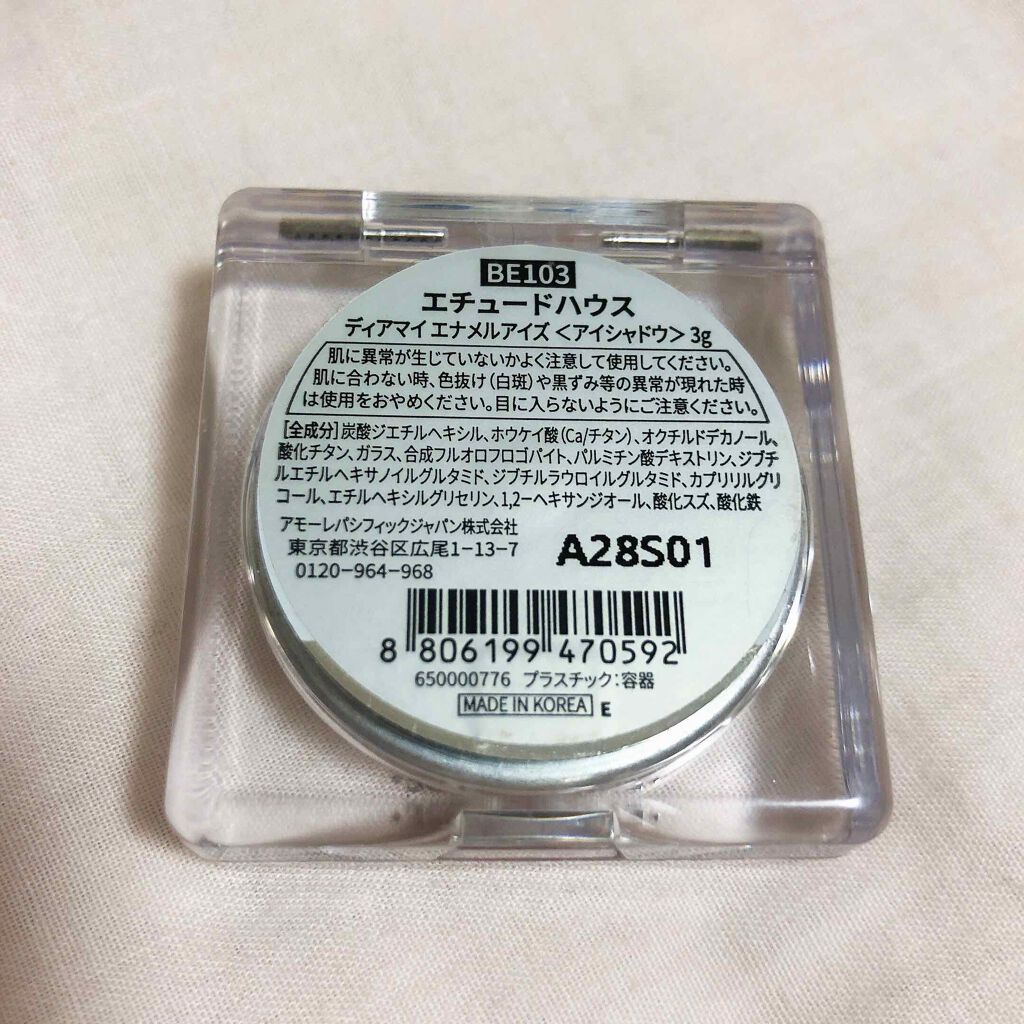 BE103
エチュードハウス
ディアマイ エナメルアイズ <アイシャドウ> 3g
肌に異常が生じていないかよく注意して使用してください。
肌に合わない時、色抜け(白斑)や黒ずみ等の異常が現れた時
は使用をおやめください。目に入らないようにご注意ください。
[全成分]炭酸ジエチルヘキシル、ホウケイ酸(Ca/チタン)、オクチルドデカノール、
酸化チタン、ガラス、合成フルオロフロゴパイト、パルミチン酸デキストリン、ジブチ
ルエチルヘキサノイルグルタミド、ジブチルラウロイルグルタミド、カプリリルグリ
コール、エチルヘキシルグリセリン、1,2-ヘキサンジオール、酸化スズ、酸化鉄
アモーレパシフィックジャパン株式会社
東京都渋谷区広尾1-13-7
0120-964-968
A28S01
8 806199 470592
650000776 プラスチック:容器
MADE IN KOREA E